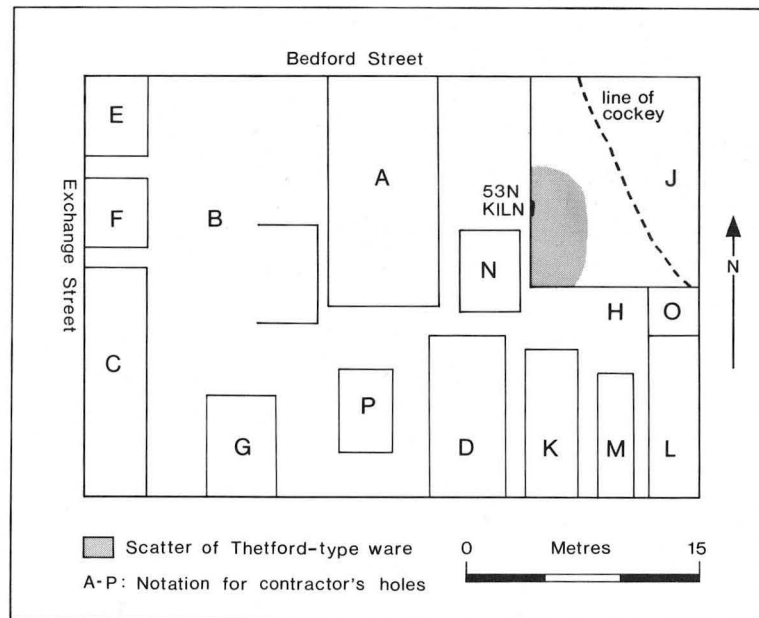 Bedford Street
E
line of
cockey
A
J
53N
KILN
F
B
Exchange Street
N
N
H
O
C
P
G
D
K
M
L
Scatter of Thetford-type ware
0 Metres 15
A-P: Notation for contractor's holes